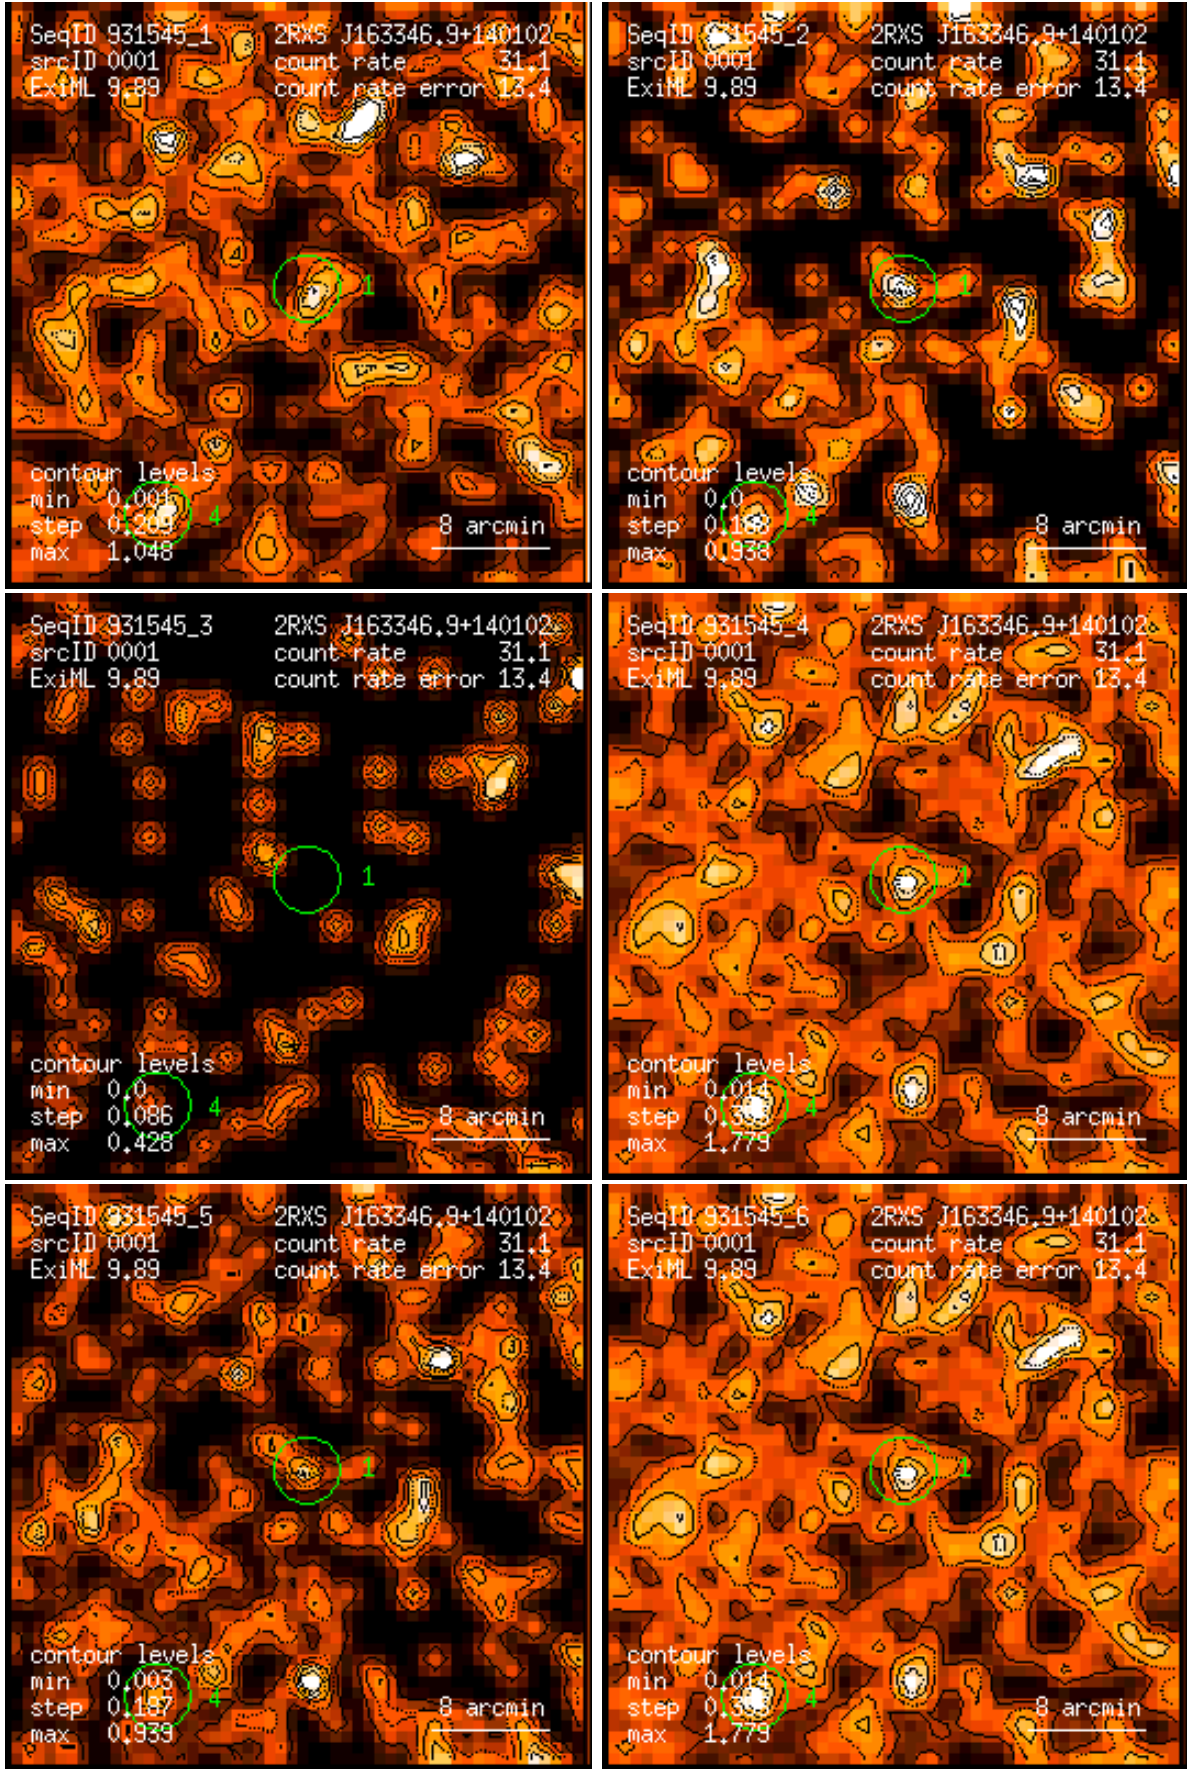 SeqID 931545_1 2RXS J163346.9+140102
srcID 0001 count rate 31.1
ExiML 9.89 count rate error 13.4
1
contour levels
min 0.001
step 0.209
max 1.048
4
8 arcmin
SeqID 931545_2 2RXS J163346.9+140102
srcID 0001 count rate 31.1
ExiML 9.89 count rate error 13.4
1
contour levels
min 0.0
step 0.188
max 0.938
4
8 arcmin
SeqID 931545_3 2RXS J163346.9+140102
srcID 0001 count rate 31.1
ExiML 9.89 count rate error 13.4
1
contour levels
min 0.0
step 0.086
max 0.428
4
8 arcmin
SeqID 931545_4 2RXS J163346.9+140102
srcID 0001 count rate 31.1
ExiML 9.89 count rate error 13.4
1
contour levels
min 0.014
step
max 1.779
4
8 arcmin
SeqID 931545_5 2RXS J163346.9+140102
srcID 0001 count rate 31.1
ExiML 9.89 count rate error 13.4
1
contour levels
min 0.003
step 0.187
max 0.939
4
8 arcmin
SeqID 931545_6 2RXS J163346.9+140102
srcID 0001 count rate 31.1
ExiML 9.89 count rate error 13.4
1
contour levels
min 0.014
step
max 1.779
4
8 arcmin